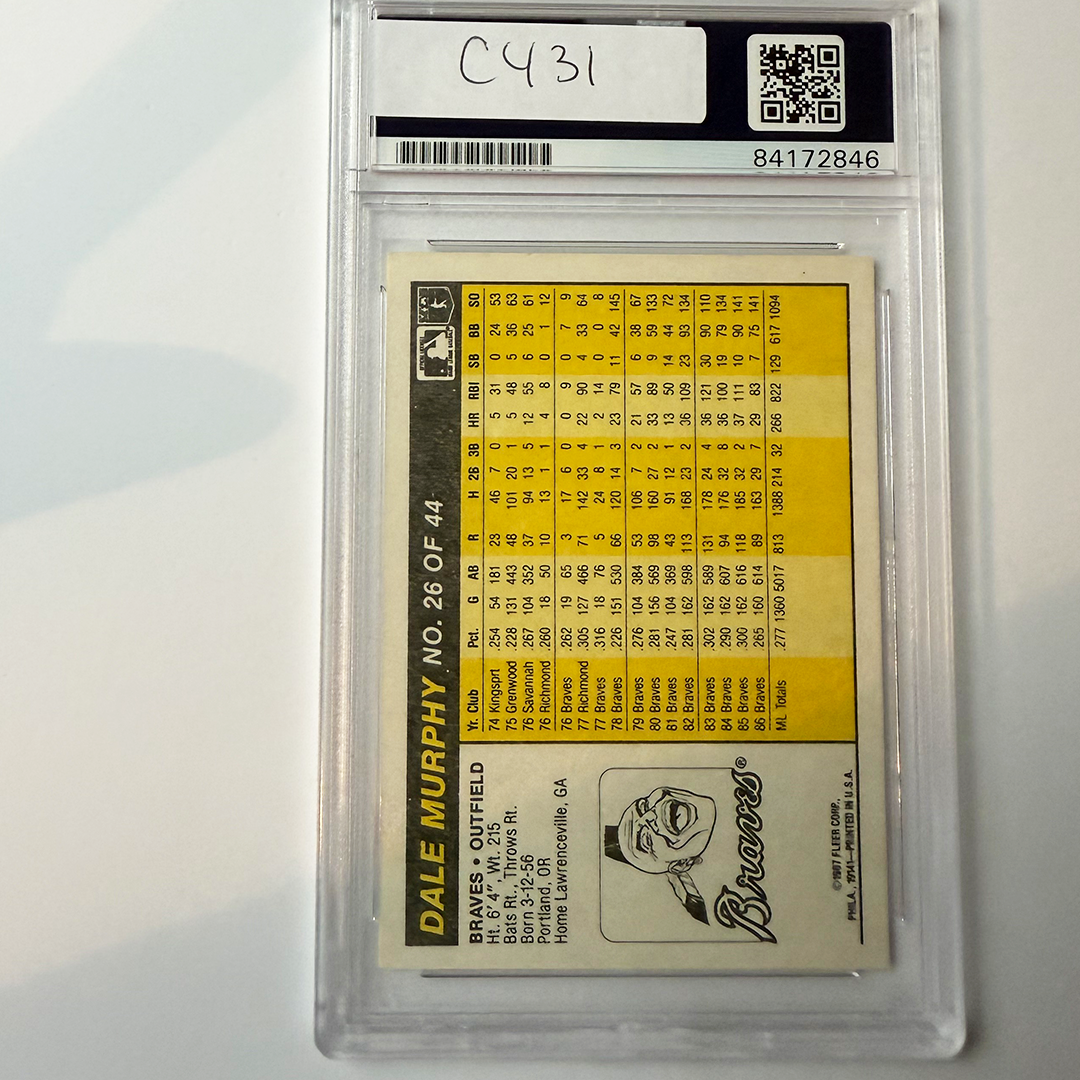 C431
84172846
DALE MURPHY NO. 26 OF 44
BRAVES • OUTFIELD
Ht. 6'4", Wt. 215
Bats Rt., Throws Rt.
Born 3-12-56
Portland, OR
Home Lawrenceville, GA
Braves®
©1987 FLEER CORP.,
PHILA., 19141—PRINTED IN U.S.A.
Yr. Club Pct. G AB R H 2B 3B HR RBI SB BB SO
74 Kingsprt .254 54 181 23 46 7 0 5 31 0 24 53
75 Grenwood .228 131 443 48 101 20 1 5 48 5 36 63
76 Savannah .267 104 352 37 94 13 5 12 55 6 25 61
76 Richmond .260 18 50 10 13 1 1 4 8 0 1 12
76 Braves .262 19 65 3 17 6 0 0 9 0 7 9
77 Richmond .305 127 466 71 142 33 4 22 90 4 33 64
77 Braves .316 18 76 5 24 8 1 2 14 0 0 8
78 Braves .226 151 530 66 120 14 3 23 79 11 42 145
79 Braves .276 104 384 53 106 7 2 21 57 6 38 67
80 Braves .281 156 569 98 160 27 2 33 89 9 59 133
81 Braves .247 104 369 43 91 12 1 13 50 14 44 72
82 Braves .281 162 598 113 168 23 2 36 109 23 93 134
83 Braves .302 162 589 131 178 24 4 36 121 30 90 110
84 Braves .290 162 607 94 176 32 8 36 100 19 79 134
85 Braves .300 162 616 118 185 32 2 37 111 10 90 141
86 Braves .265 160 614 89 163 29 7 29 83 7 75 141
ML Totals .277 1360 5017 813 1388 214 32 266 822 129 617 1094